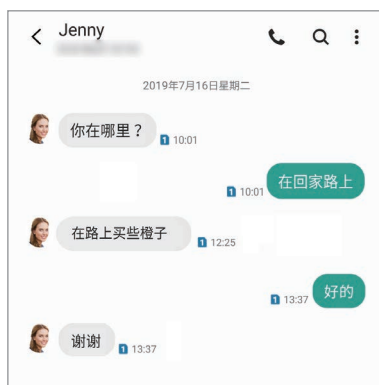 Jenny
2019年7月16日星期二
你在哪里？
1 10:01
在回家路上
1 10:01
在路上买些橙子
1 12:25
好的
1 13:37
谢谢
1 13:37